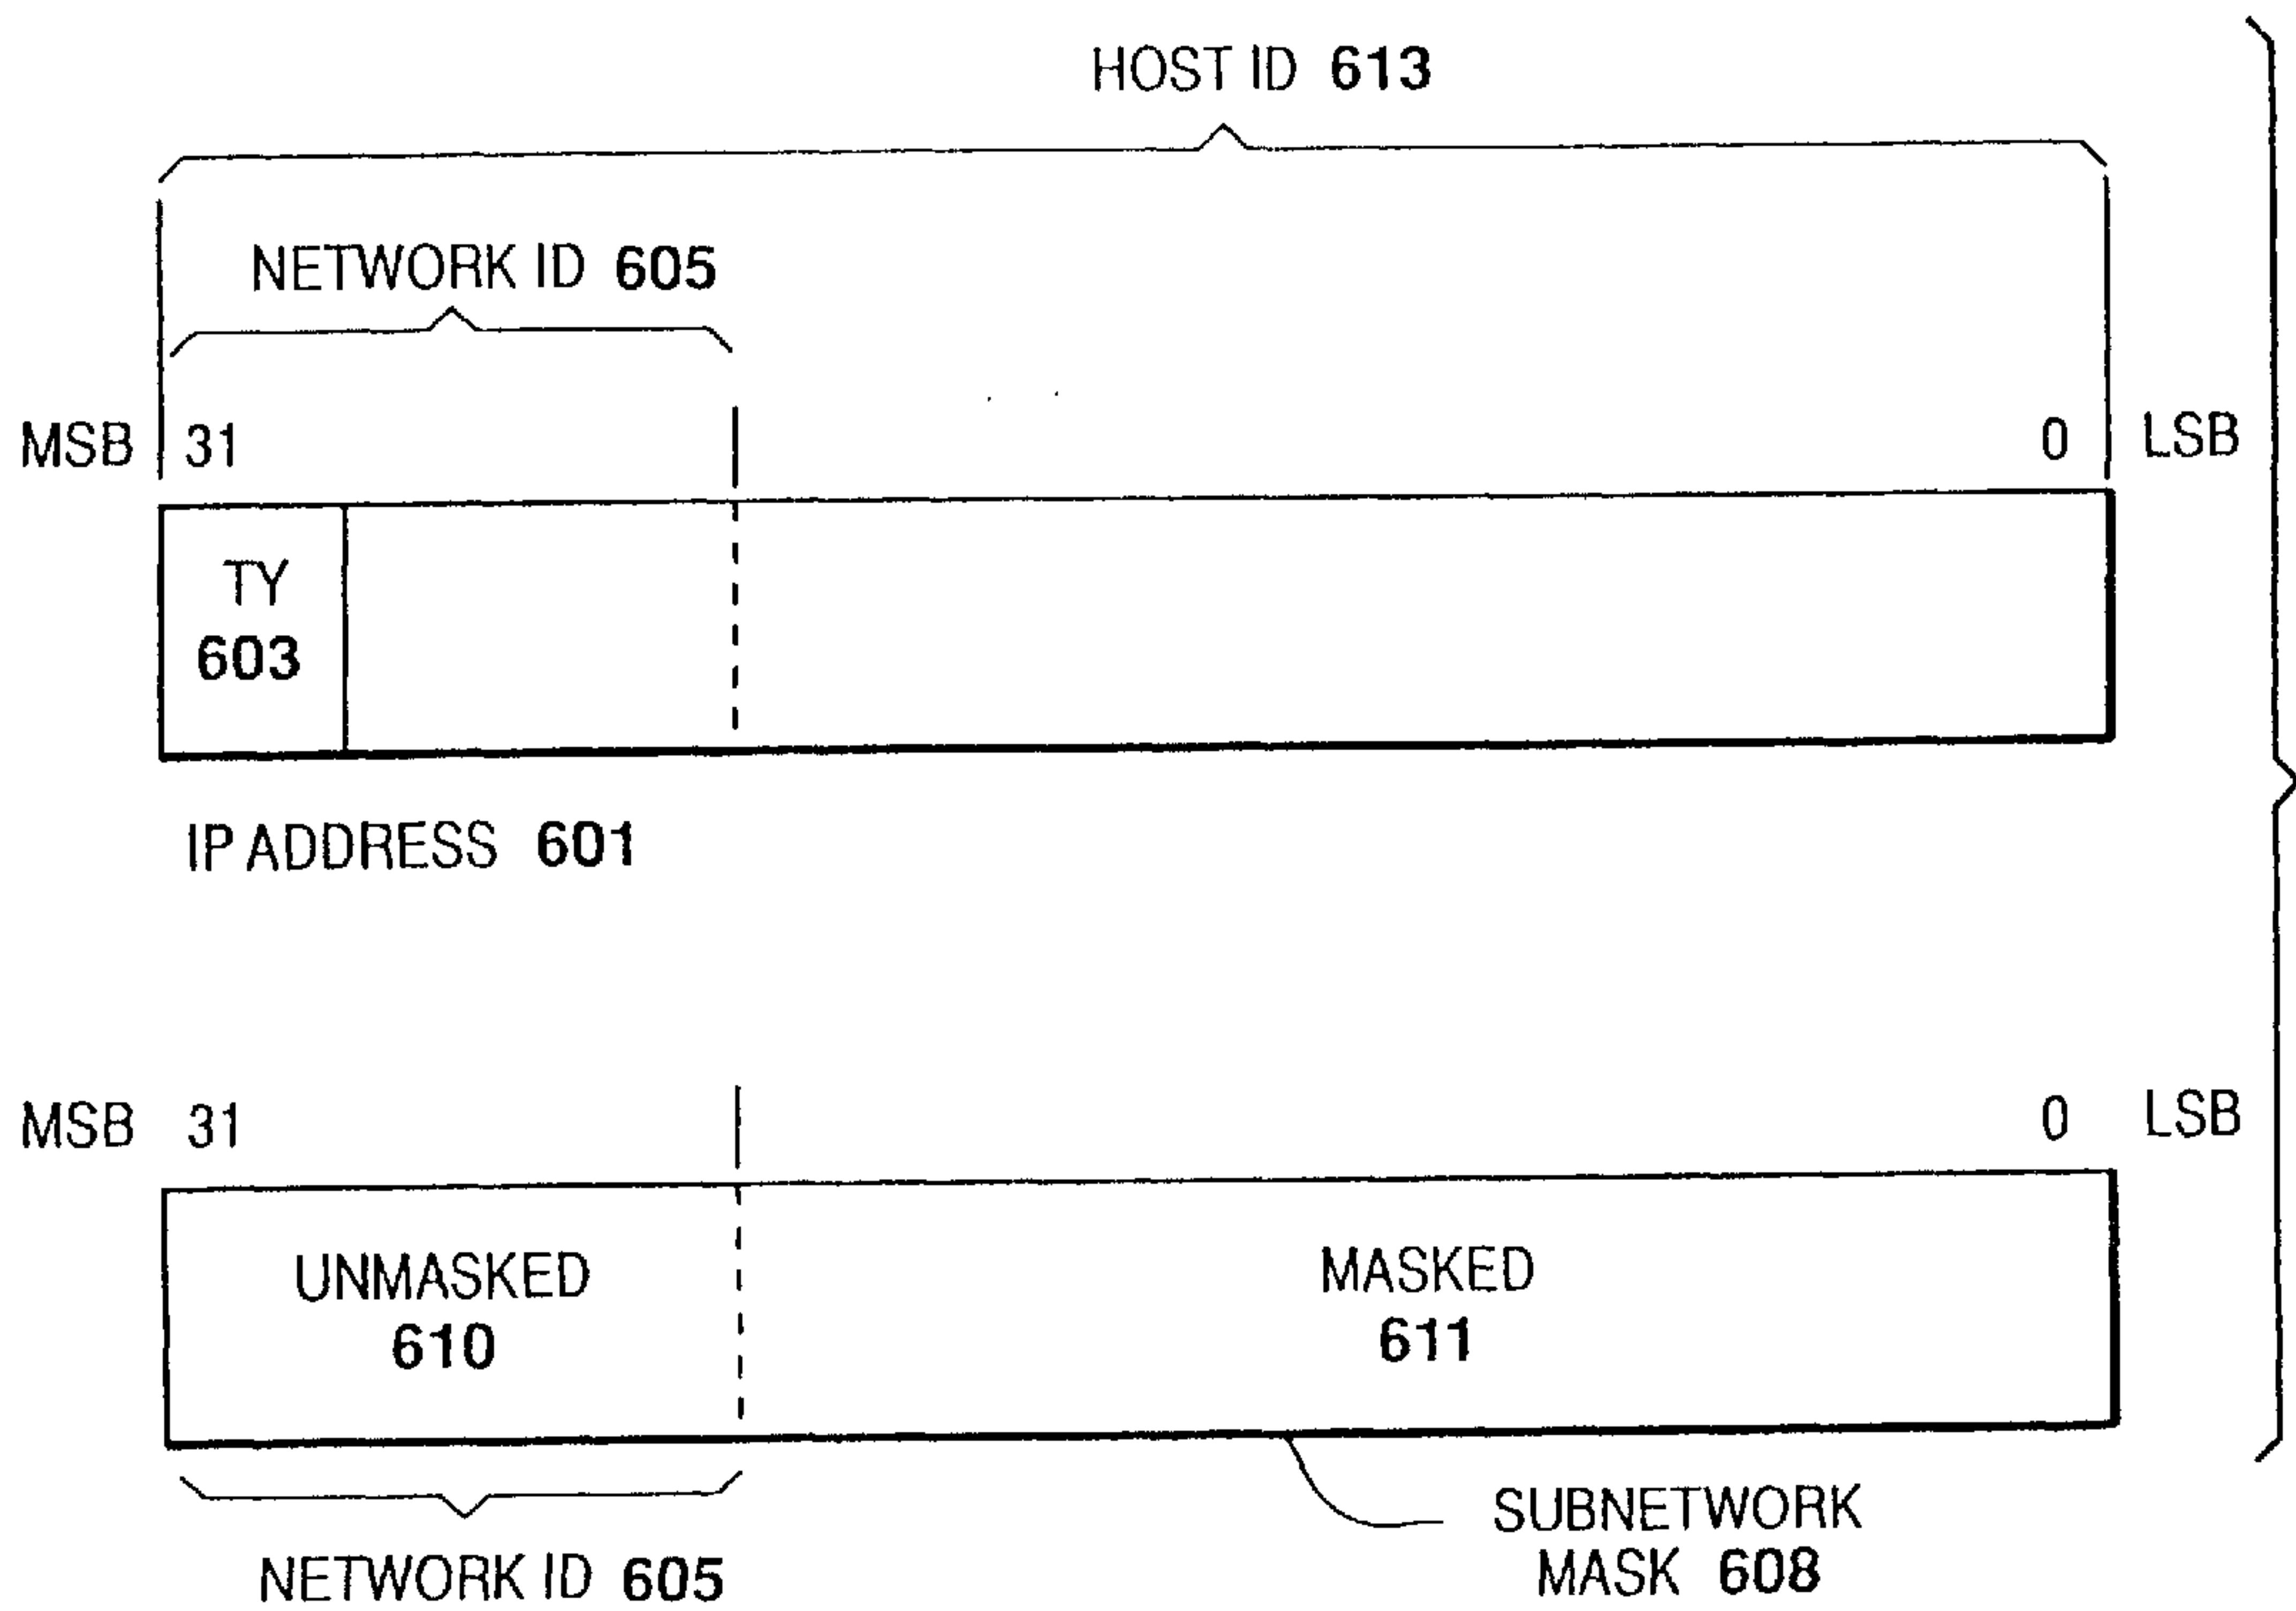 HOST ID 613
NETWORK ID 605
MSB 31 0 LSB
TY
603
IP ADDRESS 601
MSB 31 0 LSB
UNMASKED
610
MASKED
611
NETWORK ID 605
SUBNETWORK
MASK 608